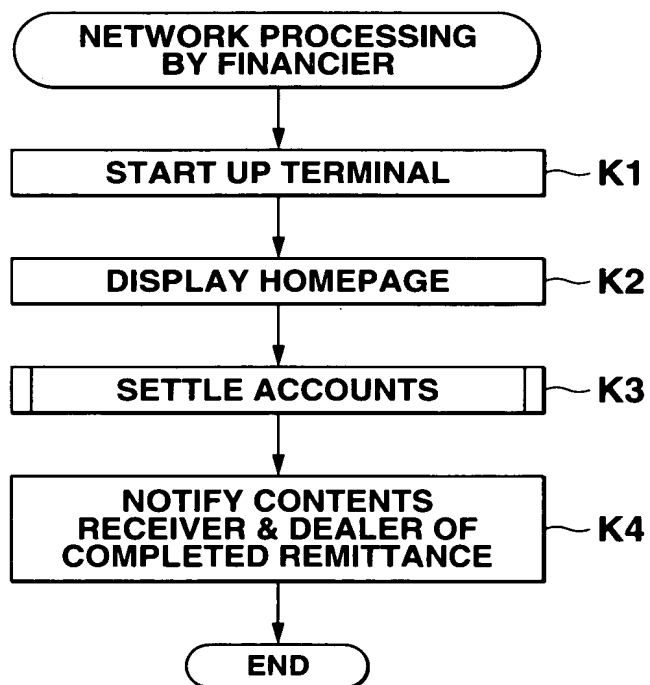 NETWORK PROCESSING
BY FINANCIER
START UP TERMINAL
K1
DISPLAY HOMEPAGE
K2
SETTLE ACCOUNTS
K3
NOTIFY CONTENTS
RECEIVER & DEALER OF
COMPLETED REMITTANCE
K4
END